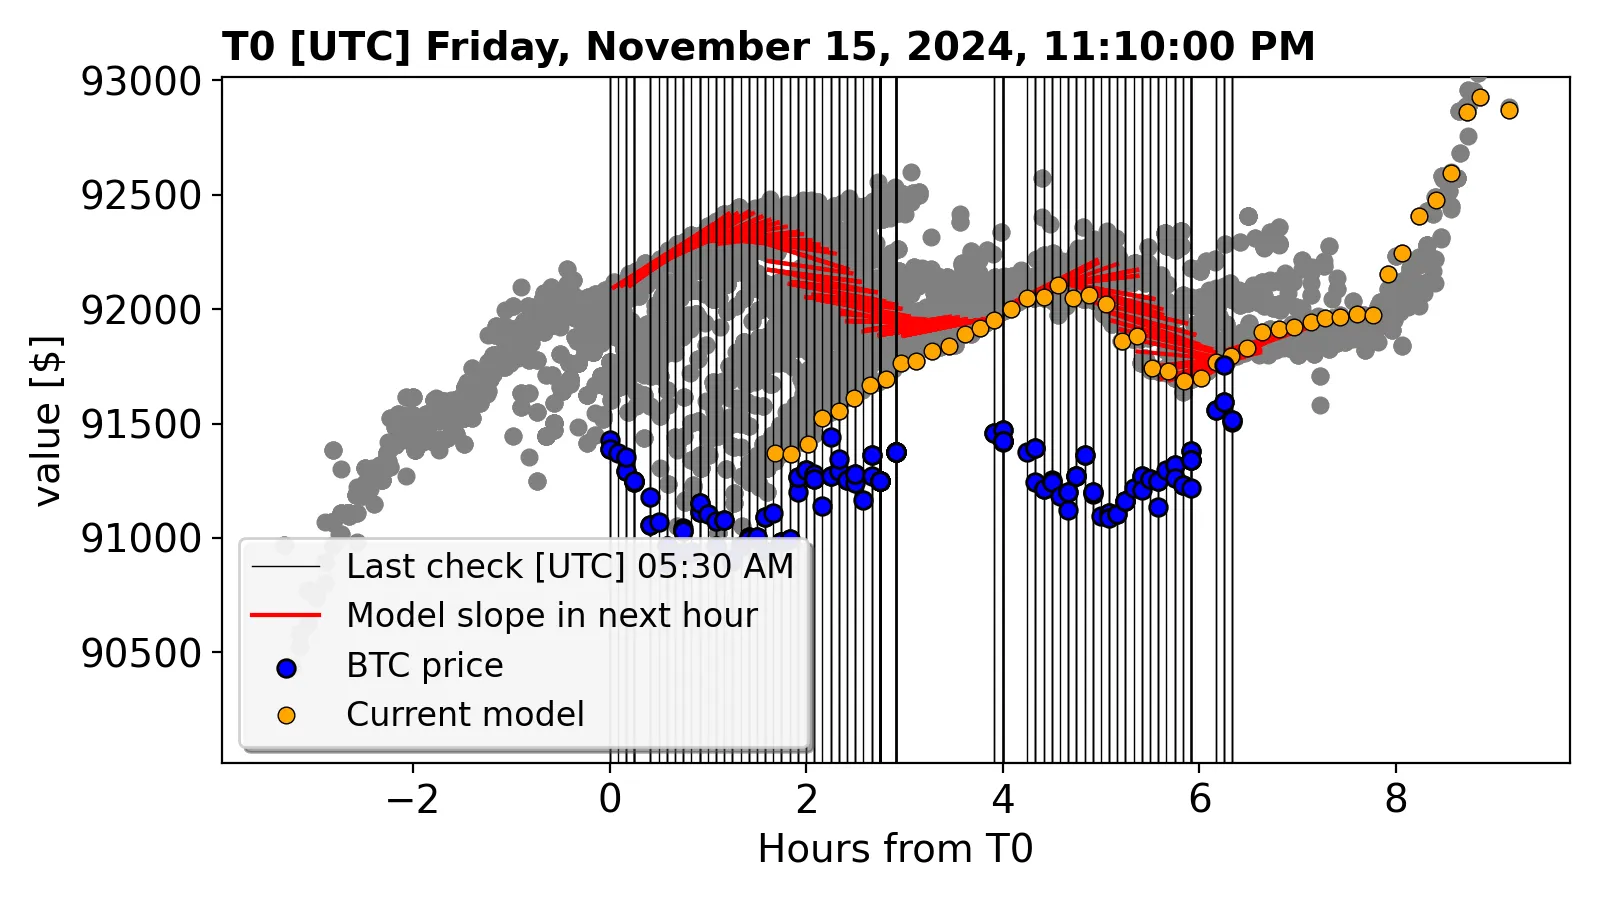 T0 [UTC] Friday, November 15, 2024, 11:10:00 PM
value [$]
93000
92500
92000
91500
91000
90500
Last check [UTC] 05:30 AM
Model slope in next hour
BTC price
Current model
−2 0 2 4 6 8
Hours from T0